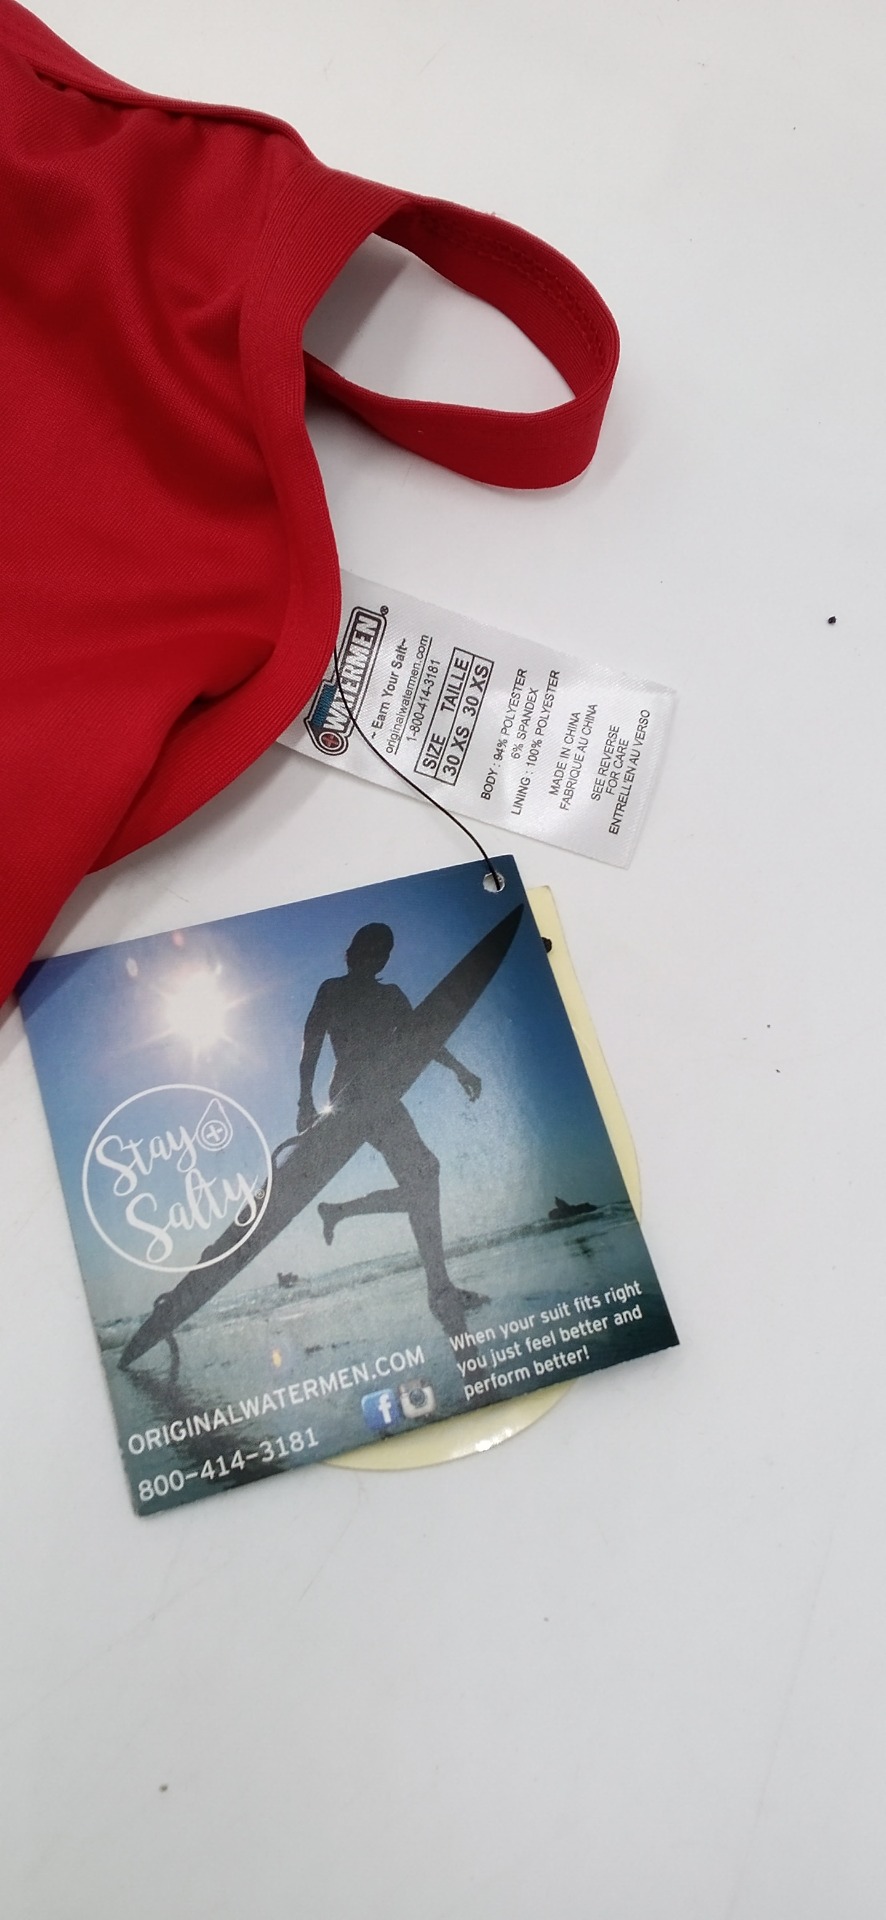 WATERMEN®
~ Earn Your Salt~
originalwatermen.com
1-800-414-3181
SIZE TAILLE
30 XS 30 XS
BODY : 94% POLYESTER
6% SPANDEX
LINING : 100% POLYESTER
MADE IN CHINA
FABRIQUE AU CHINA
SEE REVERSE
FOR CARE
ENTRELL'EN AU VERSO
Stay
Salty®
When your suit fits right
you just feel better and
perform better!
ORIGINALWATERMEN.COM
f
800-414-3181